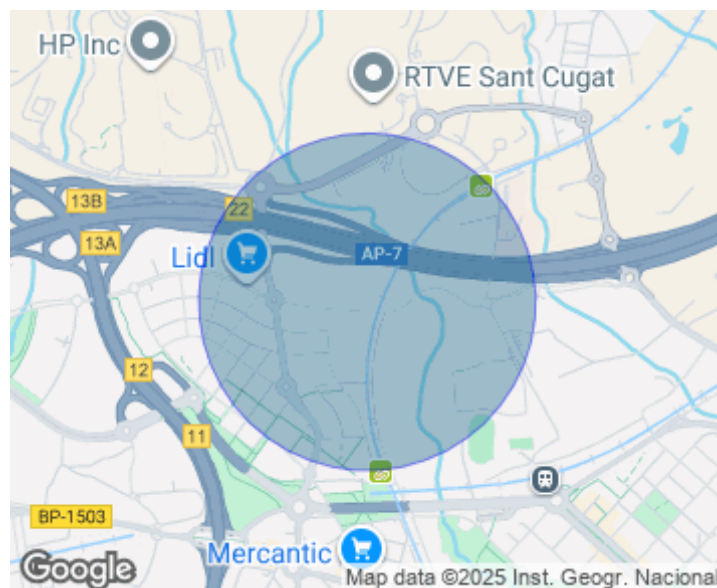 HP Inc
RTVE Sant Cugat
13B
22
13A
Lidl
AP-7
12
11
BP-1503
Mercantic
Google
Map data ©2025 Inst. Geogr. Nacional